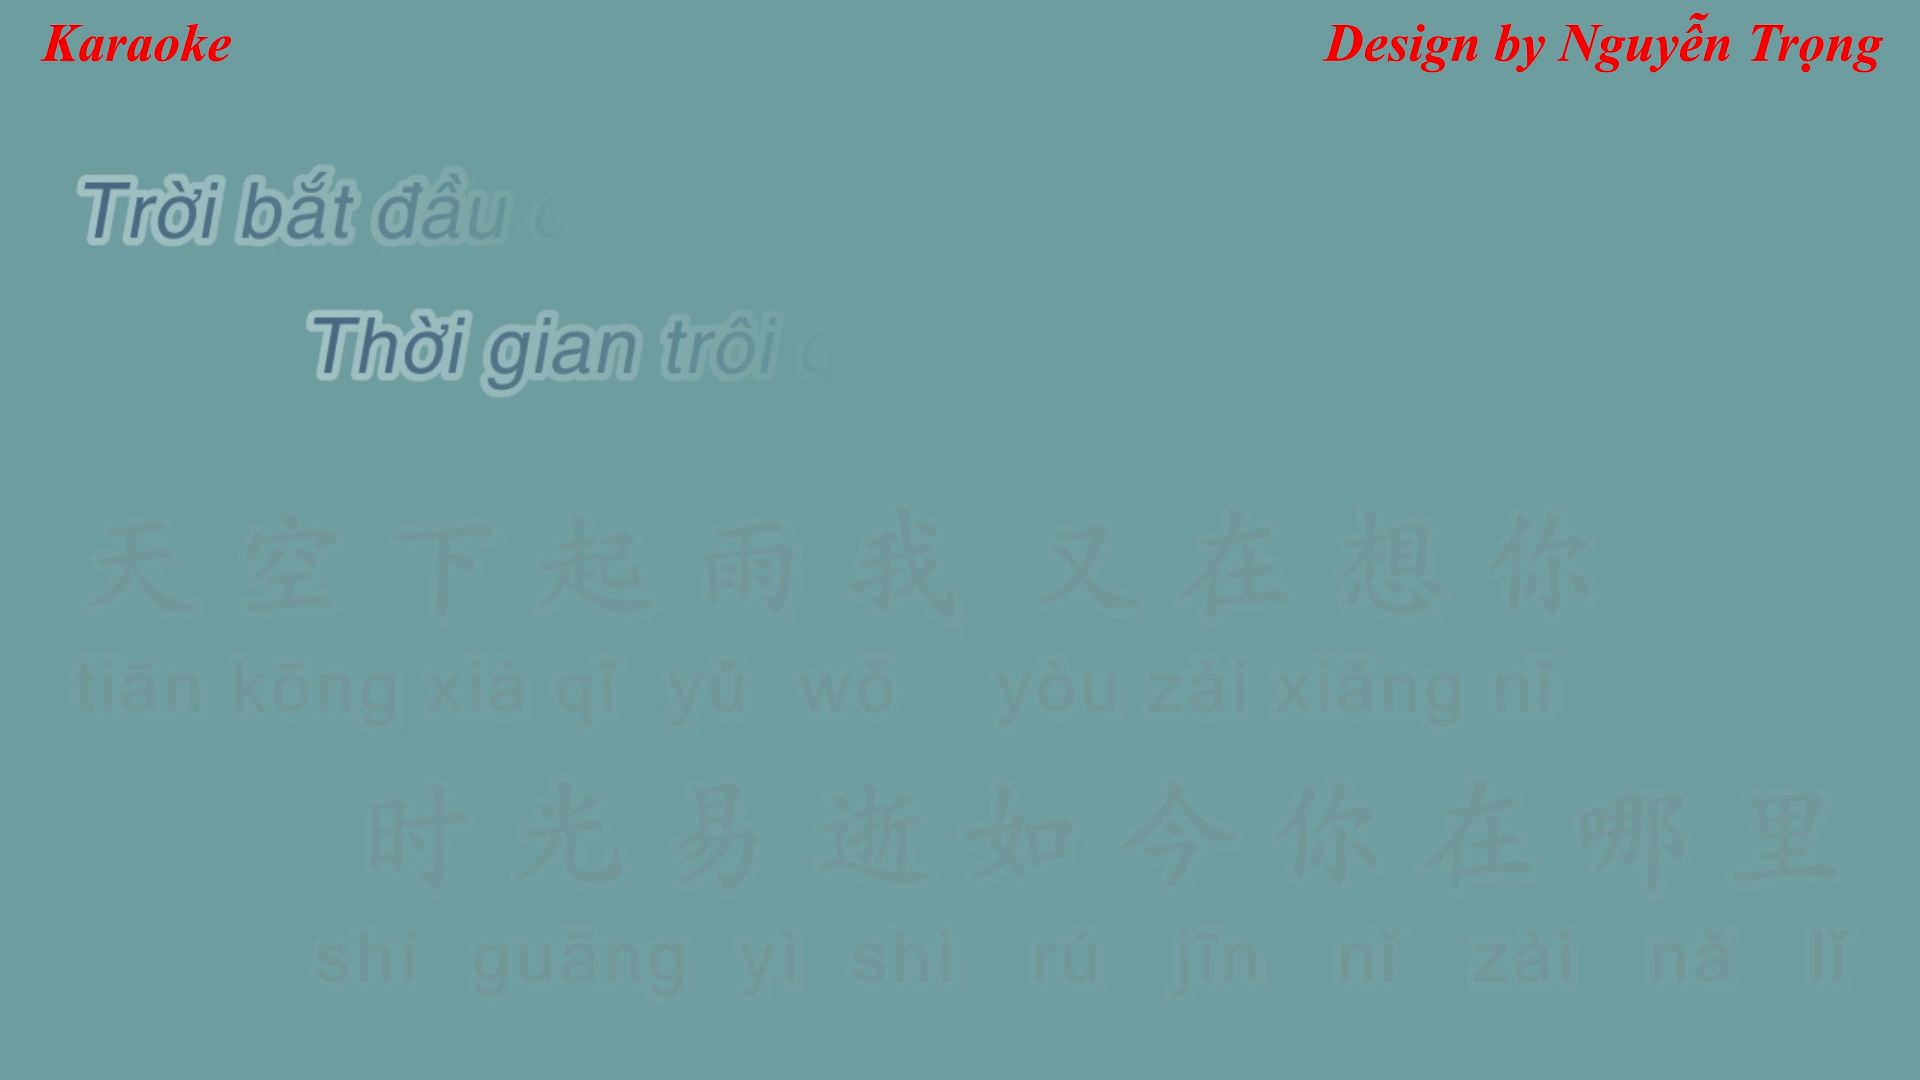 Karaoke
Design by Nguyễn Trọng
Trời bắt đầu
Thời gian trôi
天空下起雨我 又在想你
tiān kōng xià qǐ yǔ wǒ yòu zài xiǎng nǐ
时光易逝如今你在哪里
shí guāng yì shì rú jīn nǐ zài nǎ lǐ